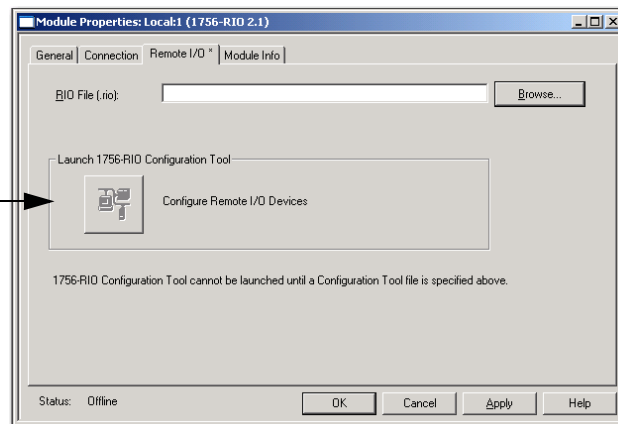 Module Properties: Local:1 (1756-RIO 2.1)
General Connection Remote I/O * Module Info
RIO File (.rio): Browse...
Launch 1756-RIO Configuration Tool
Configure Remote I/O Devices
1756-RIO Configuration Tool cannot be launched until a Configuration Tool file is specified above.
Status: Offline OK Cancel Apply Help